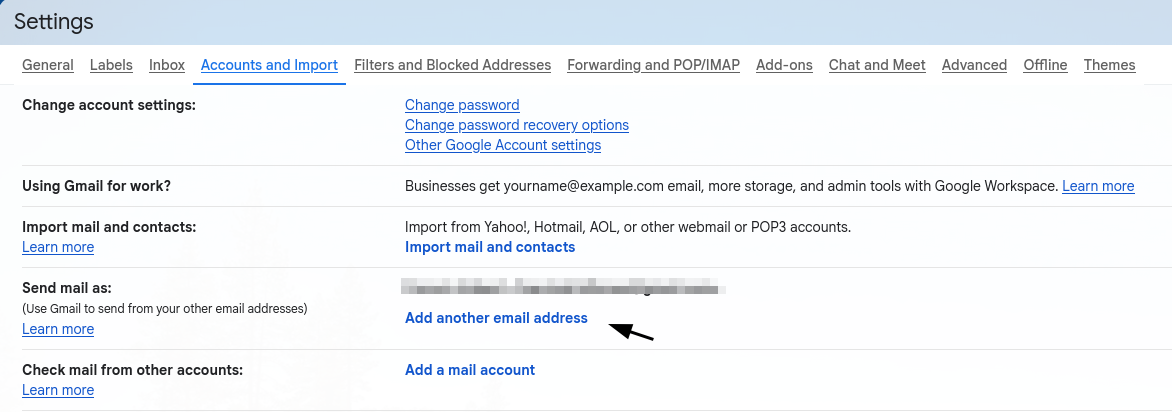 Settings
General Labels Inbox Accounts and Import Filters and Blocked Addresses Forwarding and POP/IMAP Add-ons Chat and Meet Advanced Offline Themes
Change account settings: Change password
Change password recovery options
Other Google Account settings
Using Gmail for work? Businesses get yourname@example.com email, more storage, and admin tools with Google Workspace. Learn more
Import mail and contacts: Import from Yahoo!, Hotmail, AOL, or other webmail or POP3 accounts.
Learn more Import mail and contacts
Send mail as:
(Use Gmail to send from your other email addresses)
Add another email address
Learn more
Check mail from other accounts: Add a mail account
Learn more